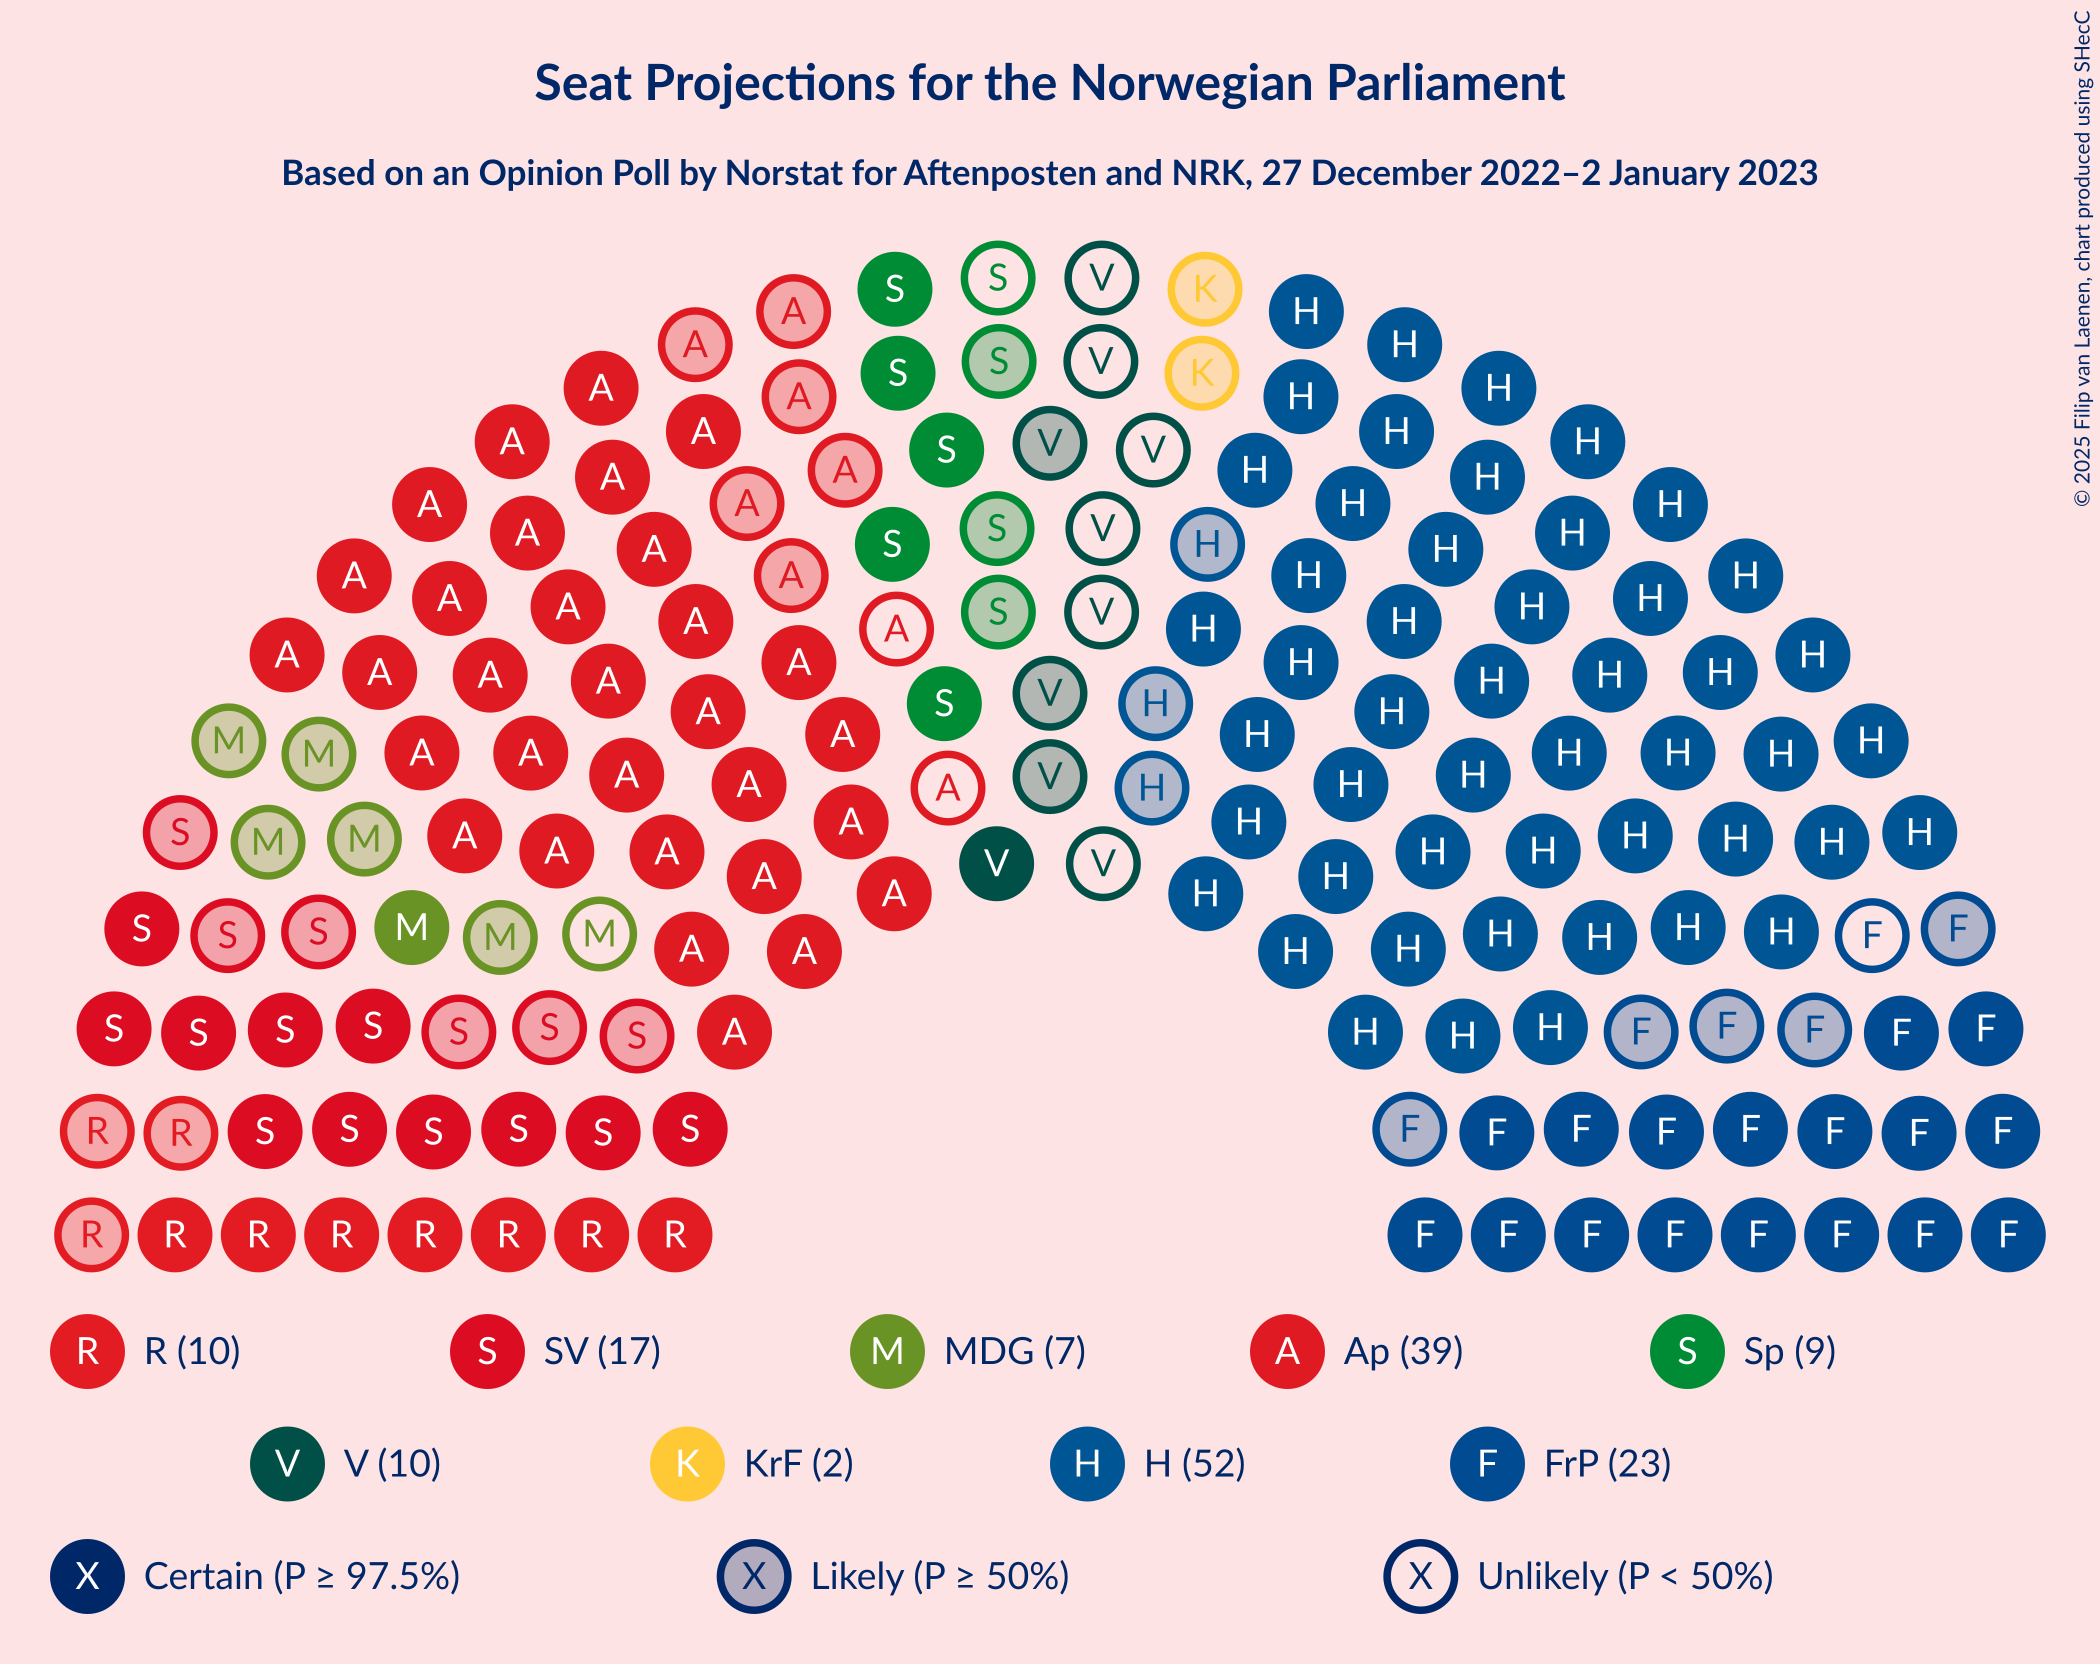 Seat Projections for the Norwegian Parliament
Based on an Opinion Poll by Norstat for Aftenposten and NRK, 27 December 2022–2 January 2023
© 2025 Filip van Laenen, chart produced using SHecC
S S V K
A H
A H
S S V K
A A H H
A A H H
S V V
A H
A A H H
A A H H
S S V H
A A A H H H
A A A A H H H H
A S V A H
A A A H H H
A A A A H H H H
S V H
A A H H
M M A A A H H H H
A V H
A A A H H H
S M M A A A H H H H H
V V
A A H H
S S S M M M A H H H H H F F
A A H H
S S S S S S S A H H H F F F F F
R R S S S S S S F F F F F F F F
R R R R R R R R F F F F F F F F
R R (10) S SV (17) M MDG (7) A Ap (39) S Sp (9)
V V (10) K KrF (2) H H (52) F FrP (23)
X Certain (P ≥ 97.5%) X Likely (P ≥ 50%) X Unlikely (P < 50%)